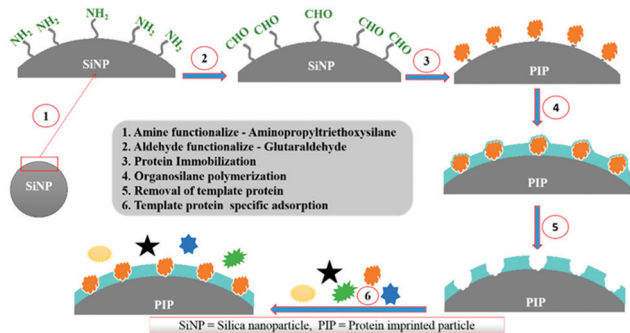 NH2 NH2 NH2 NH2 NH2
SiNP
2
CHO CHO CHO CHO CHO
SiNP
3
PIP
1
SiNP
4
1. Amine functionalize - Aminopropyltriethoxysilane
2. Aldehyde functionalize - Glutaraldehyde
3. Protein Immobilization
4. Organosilane polymerization
5. Removal of template protein
6. Template protein specific adsorption
PIP
5
PIP
6
PIP
SiNP = Silica nanoparticle, PIP = Protein imprinted particle